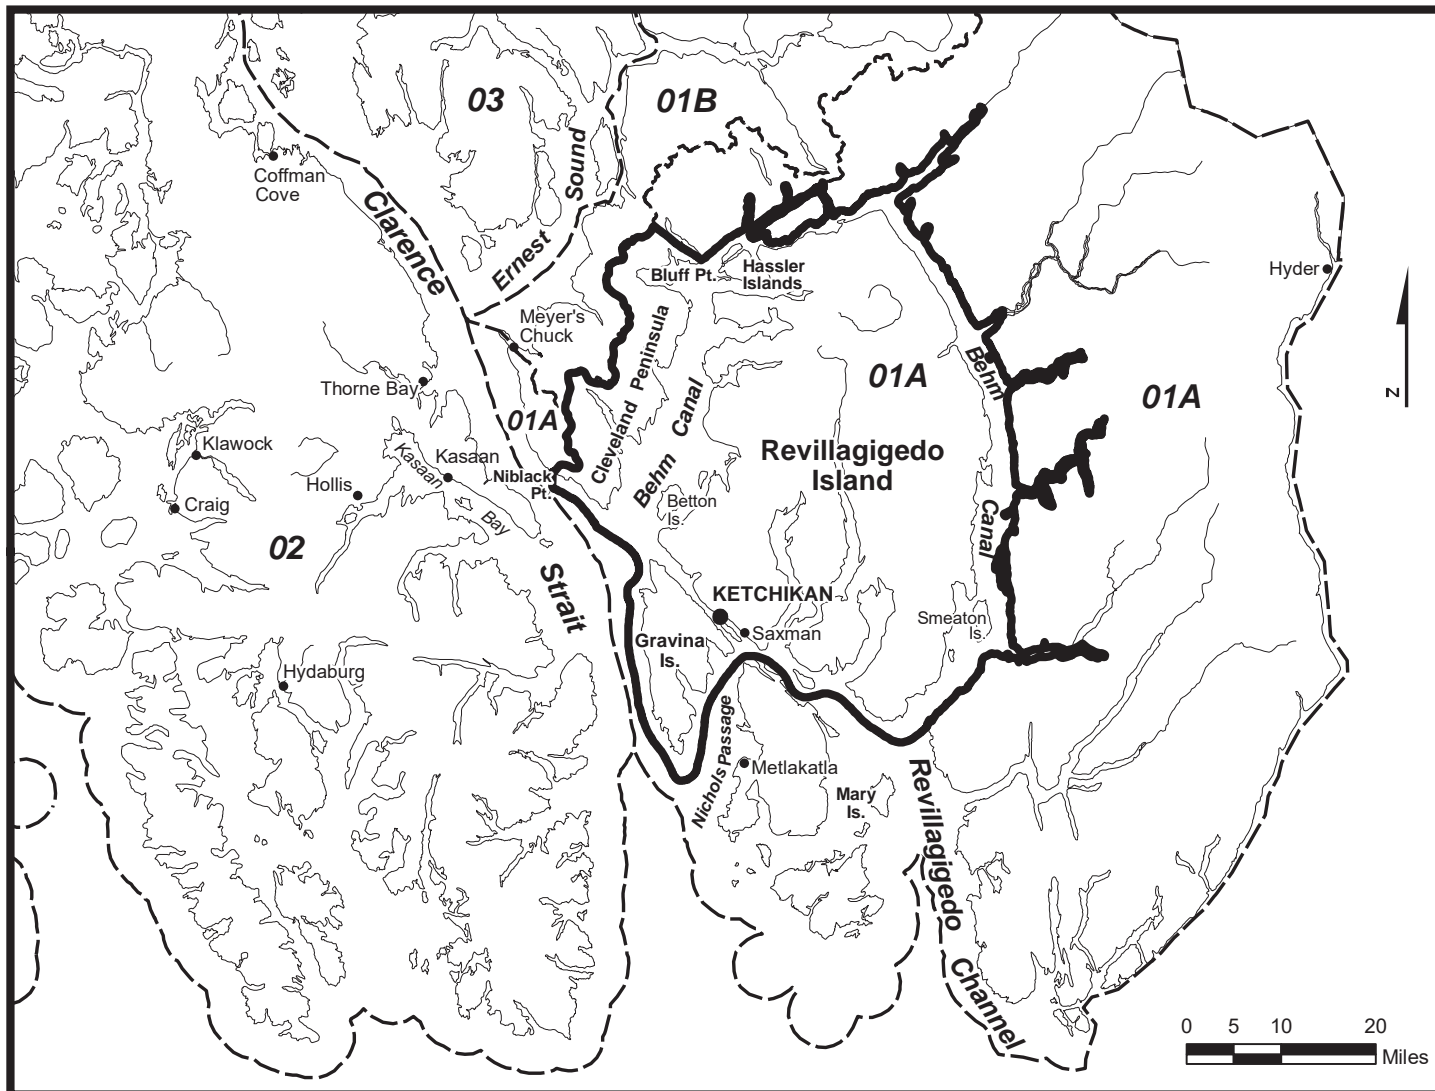 03
01B
Coffman
Cove
Sound
Clarence
Ernest
Bluff Pt.
Hassler
Islands
Hyder
Meyer's
Chuck
Thorne Bay
01A
Cleveland Peninsula
Behm Canal
01A
Behm
01A
N
Klawock
Kasaan
Kasaan
Niblack
Pt.
Revillagigedo
Island
Hollis
Craig
Bay
Betton
Is.
Canal
02
Strait
KETCHIKAN
Saxman
Smeaton
Is.
Gravina
Is.
Hydaburg
Nichols Passage
Metlakatla
Mary
Is.
Revillagigedo
Channel
0 5 10 20
Miles